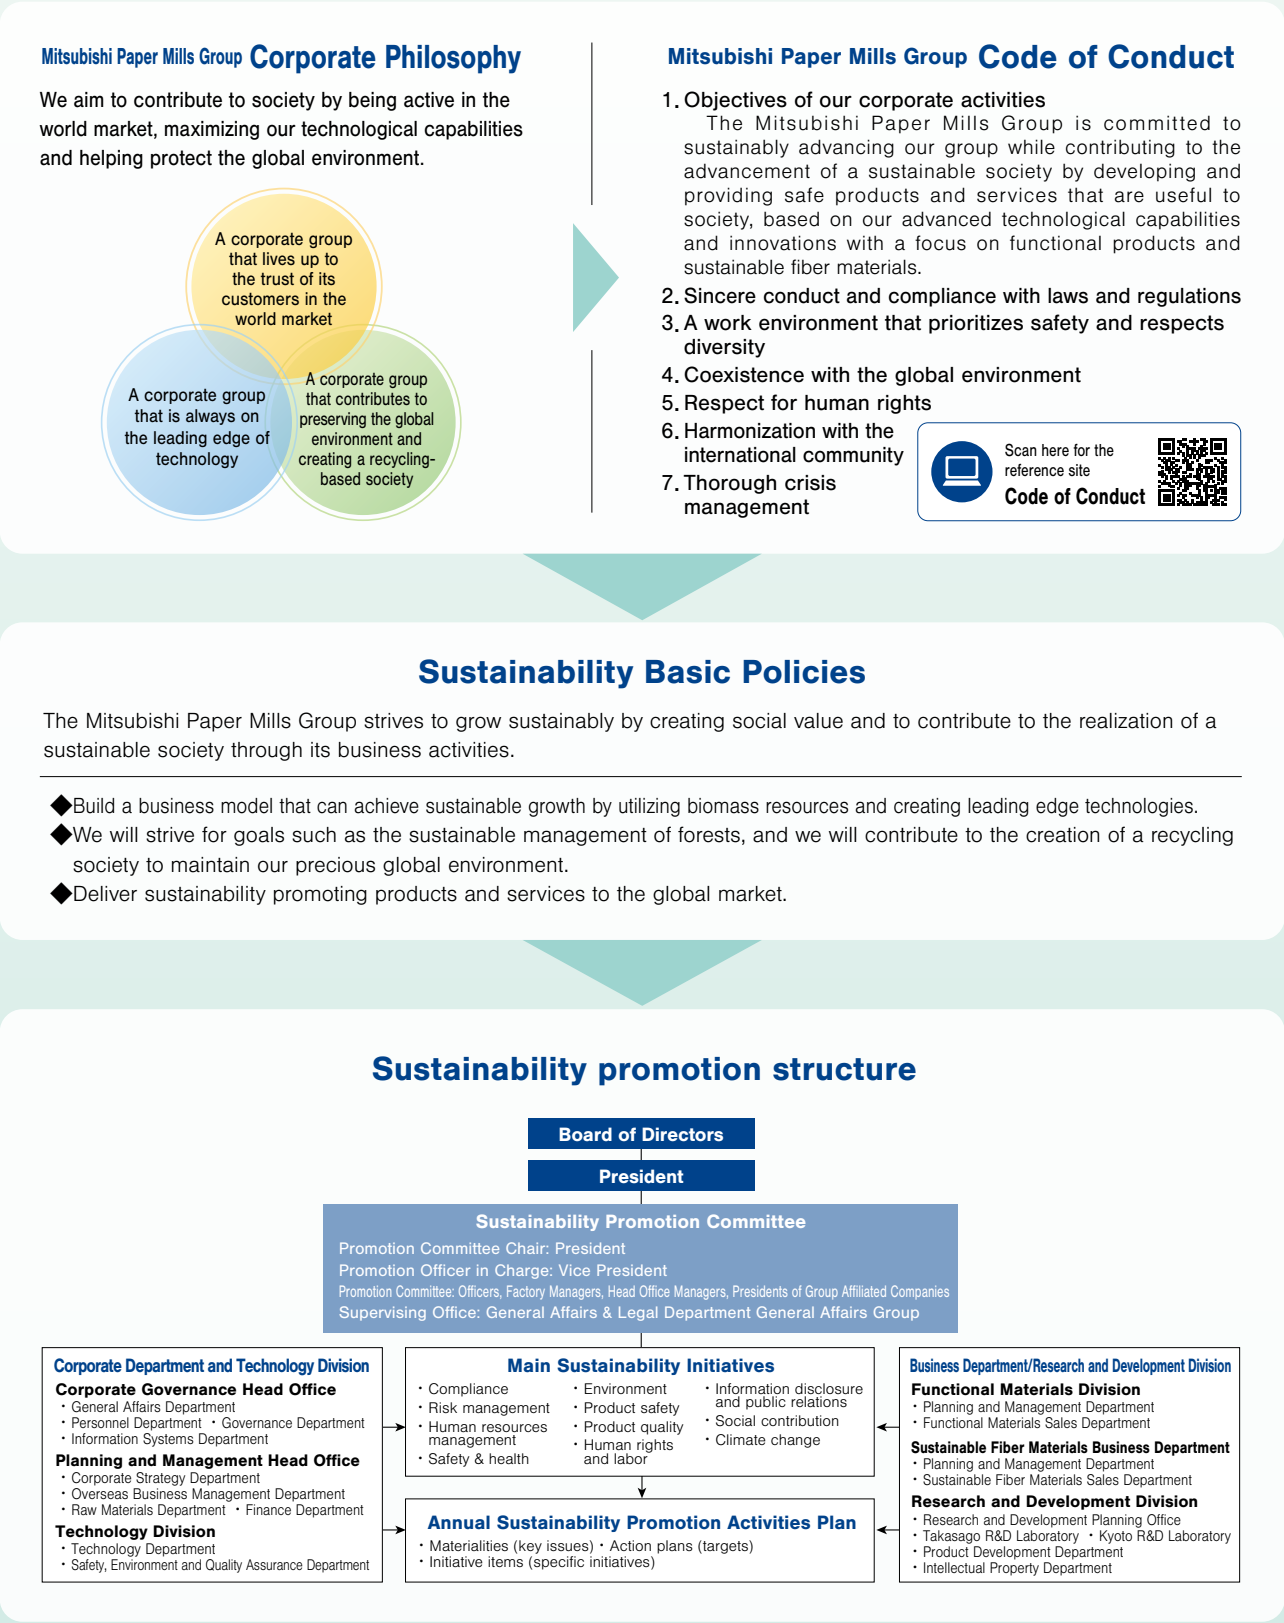 Mitsubishi Paper Mills Group Corporate Philosophy
We aim to contribute to society by being active in the
world market, maximizing our technological capabilities
and helping protect the global environment.
A corporate group
that lives up to
the trust of its
customers in the
world market
A corporate group
that is always on
the leading edge of
technology
A corporate group
that contributes to
preserving the global
environment and
creating a recycling-
based society
Mitsubishi Paper Mills Group Code of Conduct
1. Objectives of our corporate activities
The Mitsubishi Paper Mills Group is committed to
sustainably advancing our group while contributing to the
advancement of a sustainable society by developing and
providing safe products and services that are useful to
society, based on our advanced technological capabilities
and innovations with a focus on functional products and
sustainable fiber materials.
2. Sincere conduct and compliance with laws and regulations
3. A work environment that prioritizes safety and respects
diversity
4. Coexistence with the global environment
5. Respect for human rights
6. Harmonization with the
international community
7. Thorough crisis
management
Scan here for the
reference site
Code of Conduct
Sustainability Basic Policies
The Mitsubishi Paper Mills Group strives to grow sustainably by creating social value and to contribute to the realization of a
sustainable society through its business activities.
◆Build a business model that can achieve sustainable growth by utilizing biomass resources and creating leading edge technologies.
◆We will strive for goals such as the sustainable management of forests, and we will contribute to the creation of a recycling
society to maintain our precious global environment.
◆Deliver sustainability promoting products and services to the global market.
Sustainability promotion structure
Board of Directors
President
Sustainability Promotion Committee
Promotion Committee Chair: President
Promotion Officer in Charge: Vice President
Promotion Committee: Officers, Factory Managers, Head Office Managers, Presidents of Group Affiliated Companies
Supervising Office: General Affairs & Legal Department General Affairs Group
Corporate Department and Technology Division
Corporate Governance Head Office
・General Affairs Department
・Personnel Department ・Governance Department
・Information Systems Department
Planning and Management Head Office
・Corporate Strategy Department
・Overseas Business Management Department
・Raw Materials Department ・Finance Department
Technology Division
・Technology Department
・Safety, Environment and Quality Assurance Department
Main Sustainability Initiatives
・Compliance
・Risk management
・Human resources
management
・Safety & health
・Environment
・Product safety
・Product quality
・Human rights
and labor
・Information disclosure
and public relations
・Social contribution
・Climate change
Annual Sustainability Promotion Activities Plan
・Materialities (key issues) ・Action plans (targets)
・Initiative items (specific initiatives)
Business Department/Research and Development Division
Functional Materials Division
・Planning and Management Department
・Functional Materials Sales Department
Sustainable Fiber Materials Business Department
・Planning and Management Department
・Sustainable Fiber Materials Sales Department
Research and Development Division
・Research and Development Planning Office
・Takasago R&D Laboratory ・Kyoto R&D Laboratory
・Product Development Department
・Intellectual Property Department